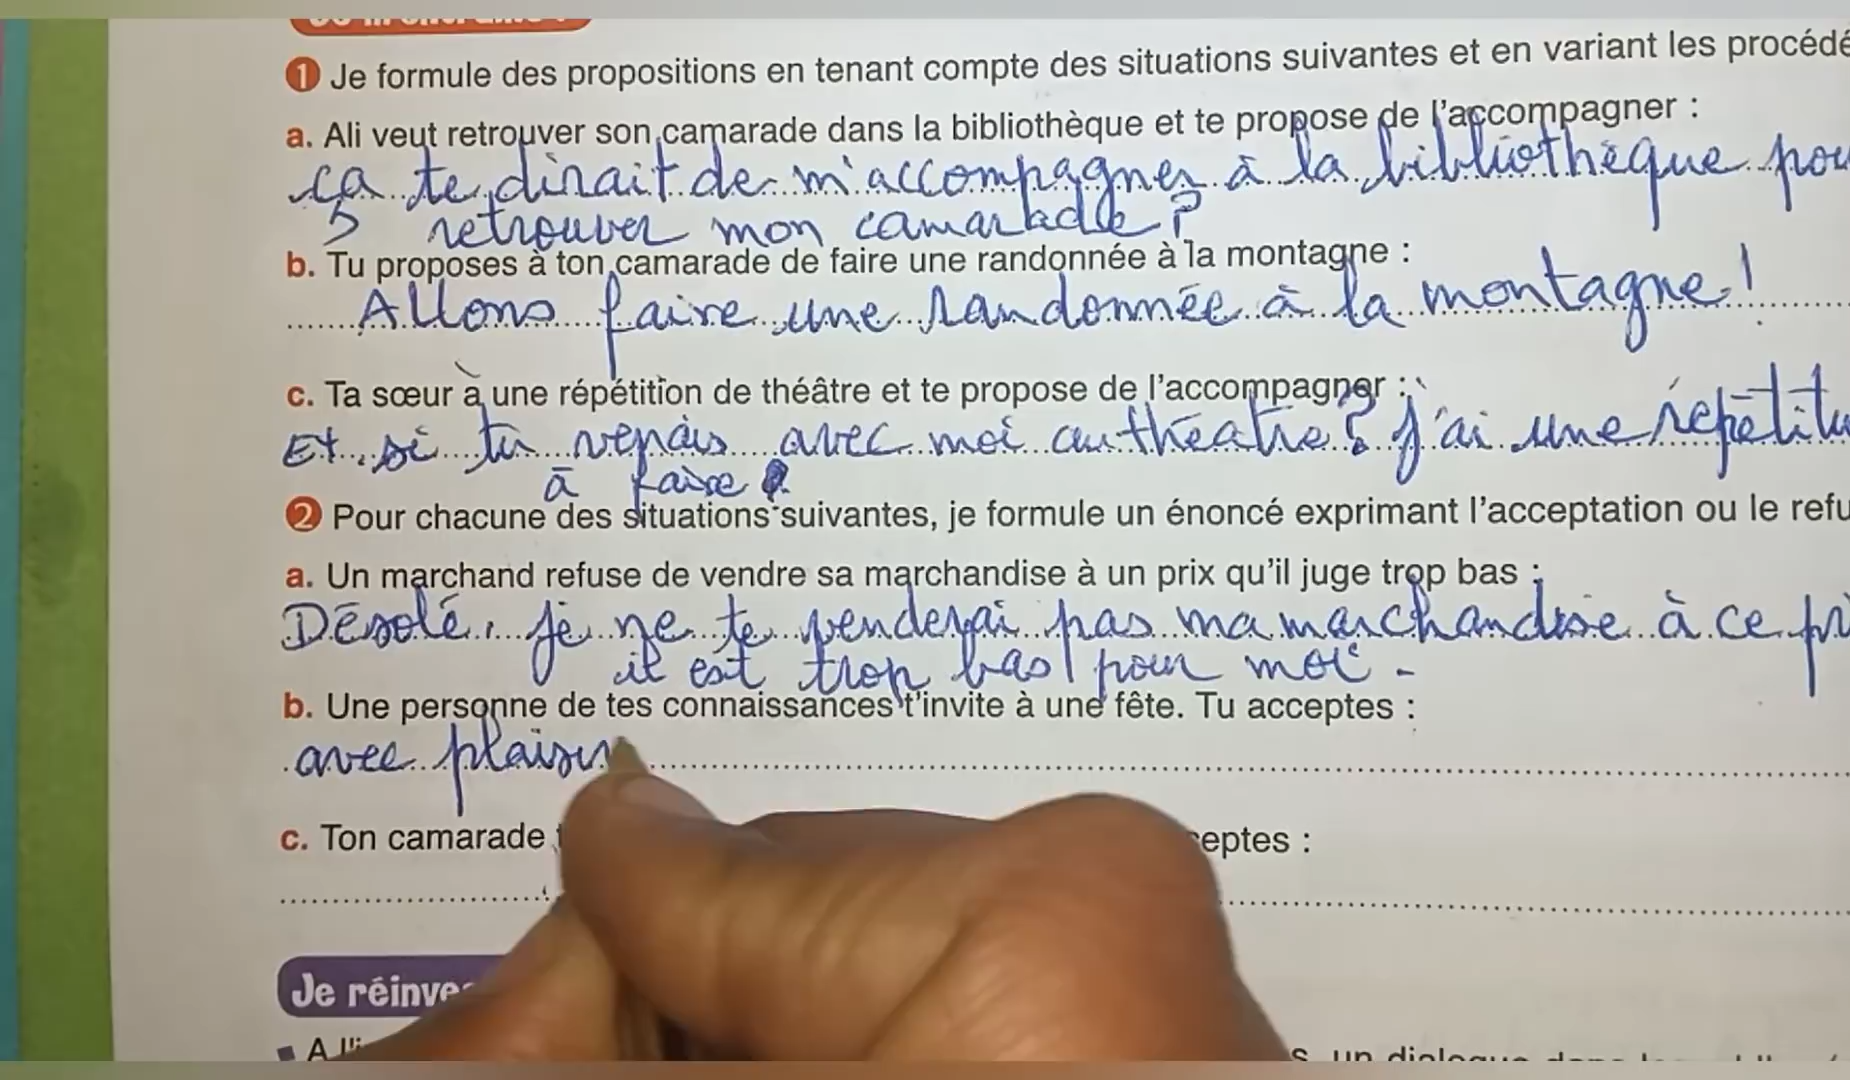 1 Je formule des propositions en tenant compte des situations suivantes et en variant les procédé
a. Ali veut retrouver son camarade dans la bibliothèque et te propose de l'accompagner :
ça te dirait de m'accompagner à la bibliothèque pou
retrouver mon camarade ?
b. Tu proposes à ton camarade de faire une randonnée à la montagne :
Allons faire une randonnée à la montagne !
c. Ta sœur à une répétition de théâtre et te propose de l'accompagner :
Et si tu venais avec moi au théatre ? J'ai une répétiti
à faire
2 Pour chacune des situations suivantes, je formule un énoncé exprimant l'acceptation ou le refu
a. Un marchand refuse de vendre sa marchandise à un prix qu'il juge trop bas :
Désolé, je ne te venderai pas ma marchandise à ce pri
il est trop bas pour moi.
b. Une personne de tes connaissances t'invite à une fête. Tu acceptes :
avec plaisir
c. Ton camarade
eptes :
Je réinve
A l'i
un dialogue